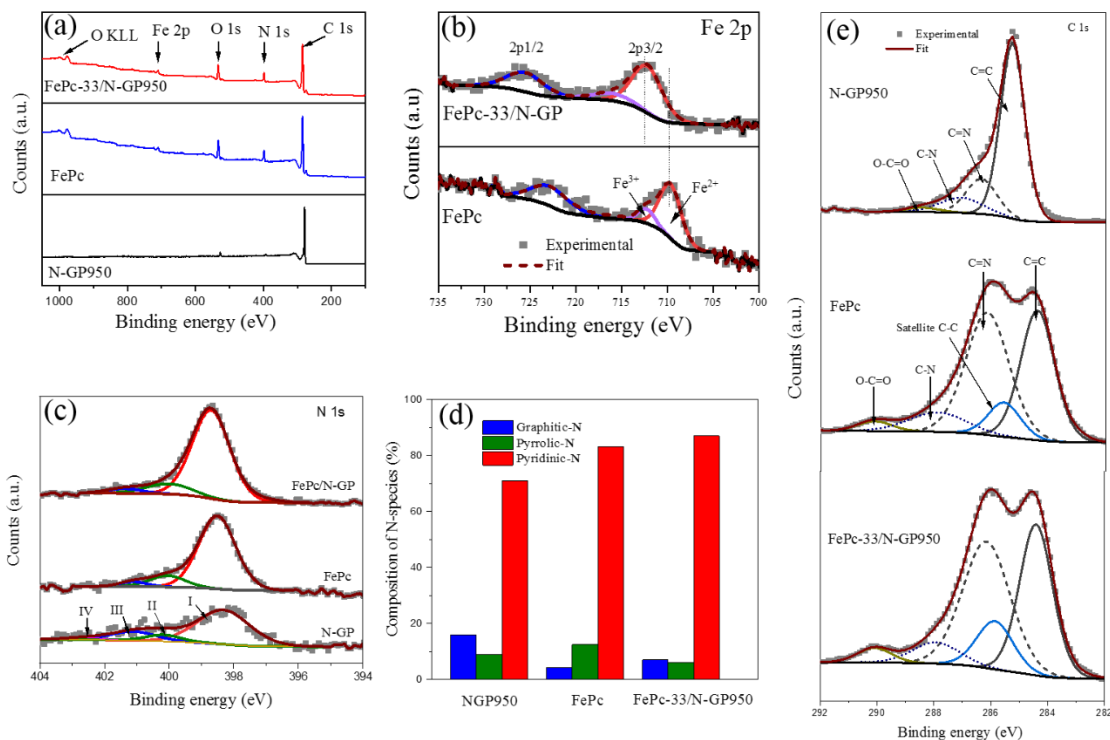 (a)
O KLL
Fe 2p
O 1s
N 1s
C 1s
FePc-33/N-GP950
FePc
N-GP950
Counts (a.u.)
1000 800 600 400 200
Binding energy (eV)
(b)
Fe 2p
2p1/2
2p3/2
FePc-33/N-GP
Fe3+
Fe2+
FePc
Experimental
Fit
Counts (a.u)
735 730 725 720 715 710 705 700
Binding energy (eV)
(c)
N 1s
FePc/N-GP
FePc
IV III II I
N-GP
Counts (a.u.)
404 402 400 398 396 394
Binding energy (eV)
(d)
Graphitic-N
Pyrrolic-N
Pyridinic-N
Composition of N-species (%)
100
80
60
40
20
0
NGP950 FePc FePc-33/N-GP950
(e)
Experimental
Fit
C 1s
N-GP950
C=C
C=N
C-N
O-C=O
FePc
C=N
C=C
Satellite C-C
C-N
O-C=O
FePc-33/N-GP950
Counts (a.u.)
292 290 288 286 284 282
Binding energy (eV)